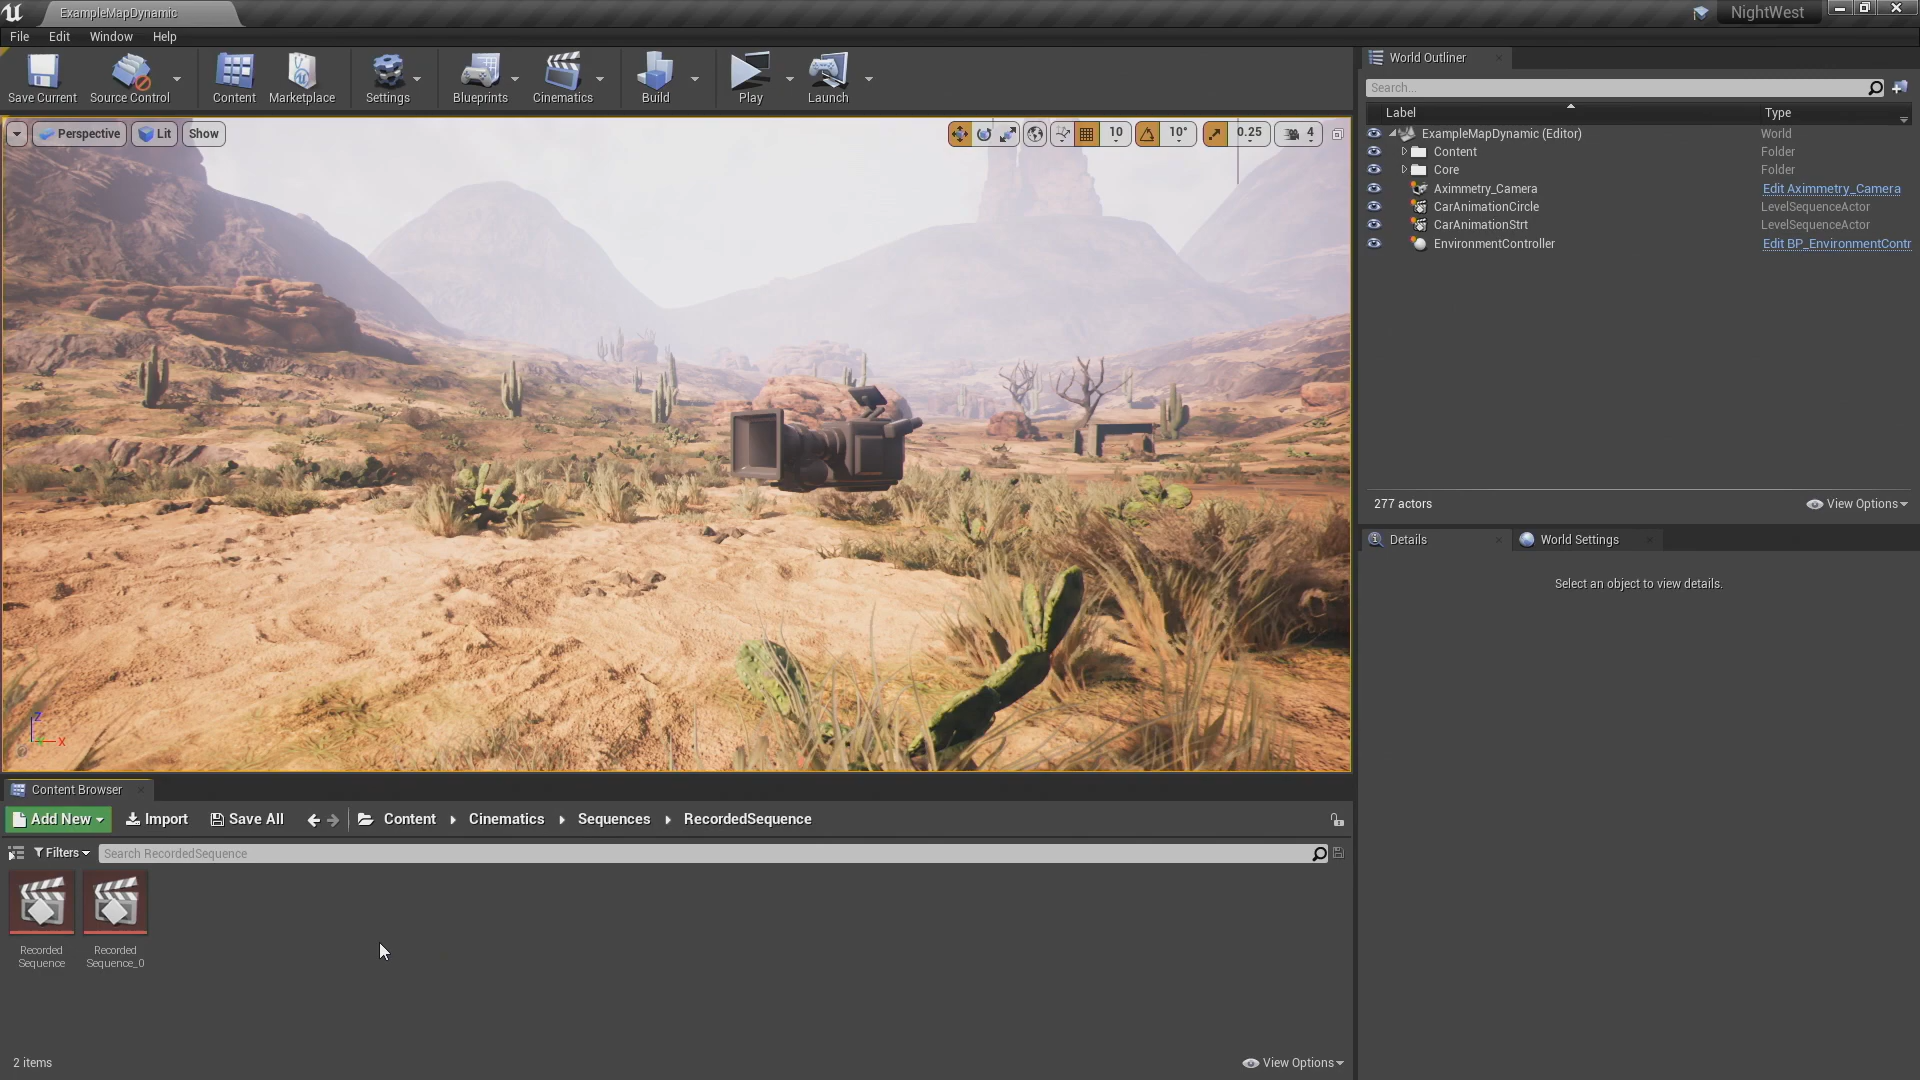 ExampleMapDynamic
NightWest
File Edit Window Help
Save Current Source Control Content Marketplace Settings Blueprints Cinematics Build Play Launch
Perspective Lit Show 10 10° 0.25 4
World Outliner
Search...
Label Type
ExampleMapDynamic (Editor) World
Content Folder
Core Folder
Aximmetry_Camera Edit Aximmetry_Camera
CarAnimationCircle LevelSequenceActor
CarAnimationStrt LevelSequenceActor
EnvironmentController Edit BP_EnvironmentContr
277 actors View Options
Details World Settings
Select an object to view details.
Z
X
Content Browser
Add New Import Save All Content Cinematics Sequences RecordedSequence
Filters Search RecordedSequence
Recorded
Sequence
Recorded
Sequence_0
2 items View Options